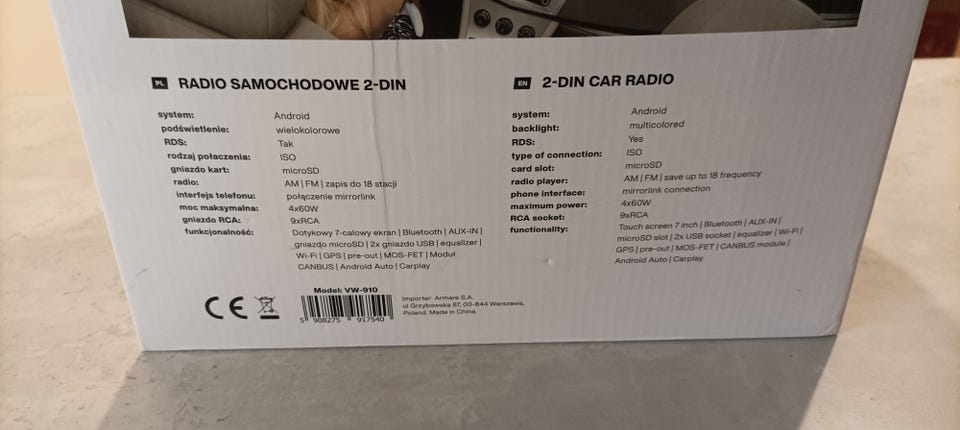 PL RADIO SAMOCHODOWE 2-DIN
system: Android
podświetlenie: wielokolorowe
RDS: Tak
rodzaj połaczenia: ISO
gniazdo kart: microSD
radio: AM | FM | zapis do 18 stacji
interfejs telefonu: połączenie mirrorlink
moc maksymalna: 4x60W
gniazdo RCA: 9xRCA
funkcjonalność: Dotykowy 7-calowy ekran | Bluetooth | AUX-IN |
gniazdo microSD | 2x gniazdo USB | equalizer |
Wi-Fi | GPS | pre-out | MOS-FET | Moduł
CANBUS | Android Auto | Carplay
EN 2-DIN CAR RADIO
system: Android
backlight: multicolored
RDS: Yes
type of connection: ISO
card slot: microSD
radio player: AM | FM | save up to 18 frequency
phone interface: mirrorlink connection
maximum power: 4x60W
RCA socket: 9xRCA
functionality: Touch screen 7 inch | Bluetooth | AUX-IN |
microSD slot | 2x USB socket | equalizer | Wi-Fi |
GPS | pre-out | MOS-FET | CANBUS module |
Android Auto | Carplay
CE
Model: VW-910
5 908275 917540
Importer: Armare S.A.
ul Grzybowska 87, 00-844 Warszawa,
Poland. Made in China.